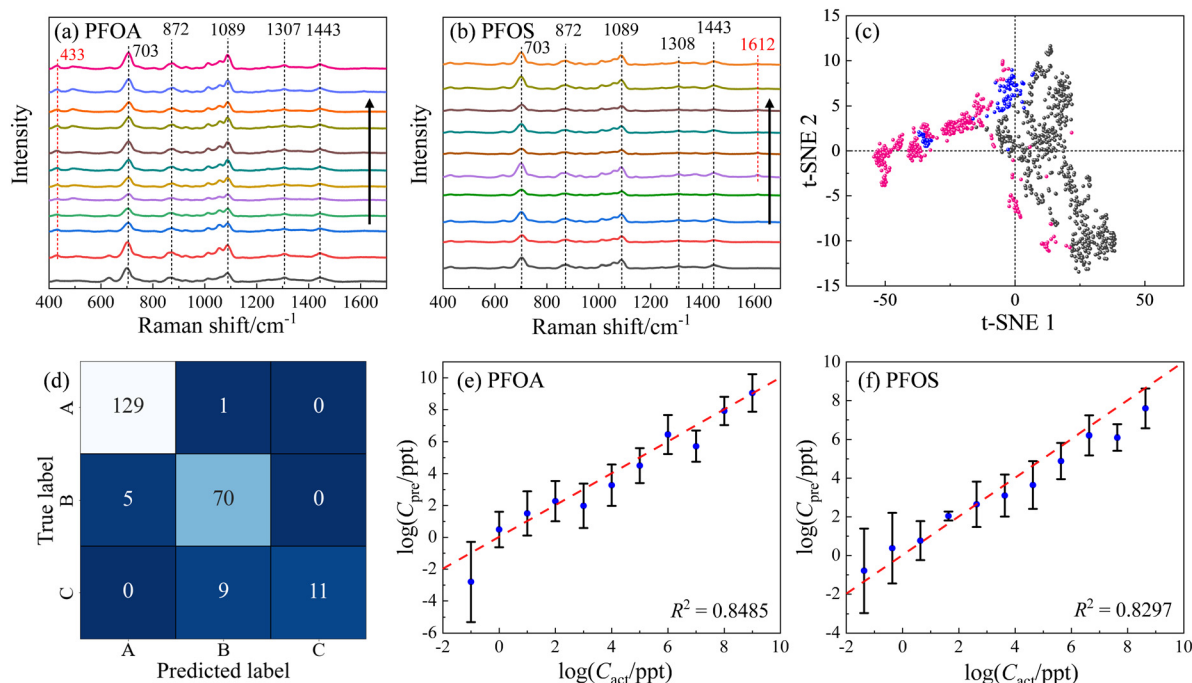 (a) PFOA
433
703
872
1089
1307
1443
Intensity
400 600 800 1000 1200 1400 1600
Raman shift/cm⁻¹
(b) PFOS
703
872
1089
1308
1443
1612
Intensity
400 600 800 1000 1200 1400 1600
Raman shift/cm⁻¹
(c)
15
10
5
0
-5
-10
-15
t-SNE 2
-50 0 50
t-SNE 1
(d)
True label
A 129 1 0
B 5 70 0
C 0 9 11
A B C
Predicted label
(e) PFOA
10
8
6
4
2
0
-2
-4
-6
log(Cpre/ppt)
R² = 0.8485
-2 0 2 4 6 8 10
log(Cact/ppt)
(f) PFOS
10
8
6
4
2
0
-2
-4
log(Cpre/ppt)
R² = 0.8297
-2 0 2 4 6 8 10
log(Cact/ppt)